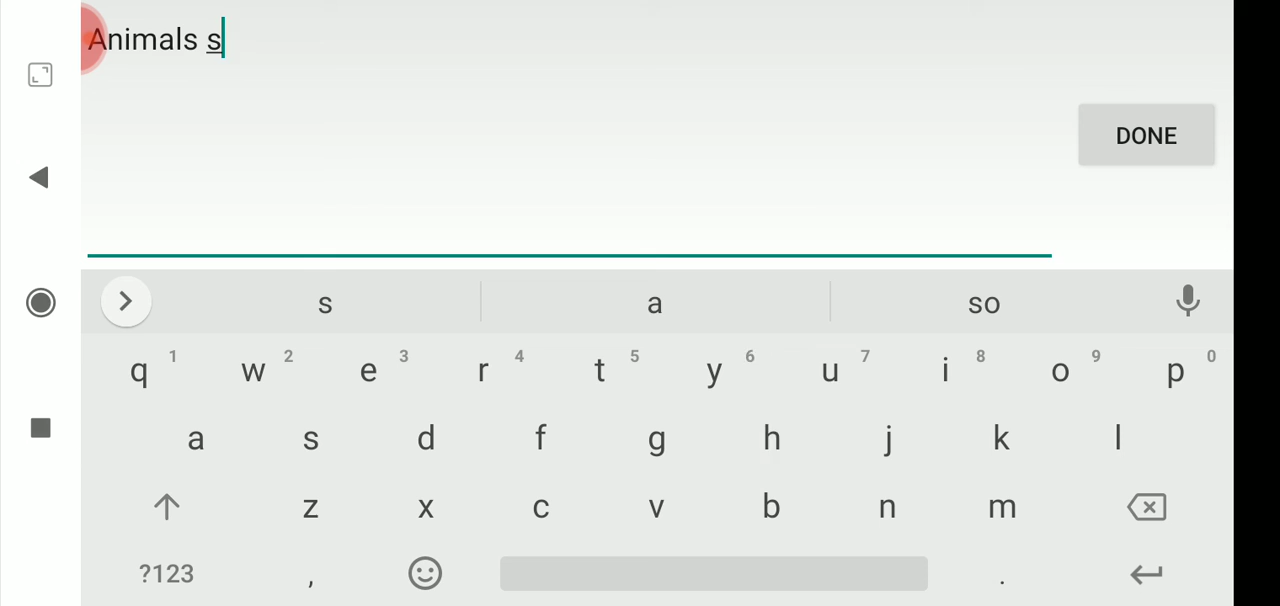 Animals s
DONE
s a so
q 1 w 2 e 3 r 4 t 5 y 6 u 7 i 8 o 9 p 0
a s d f g h j k l
z x c v b n m
?123 , .